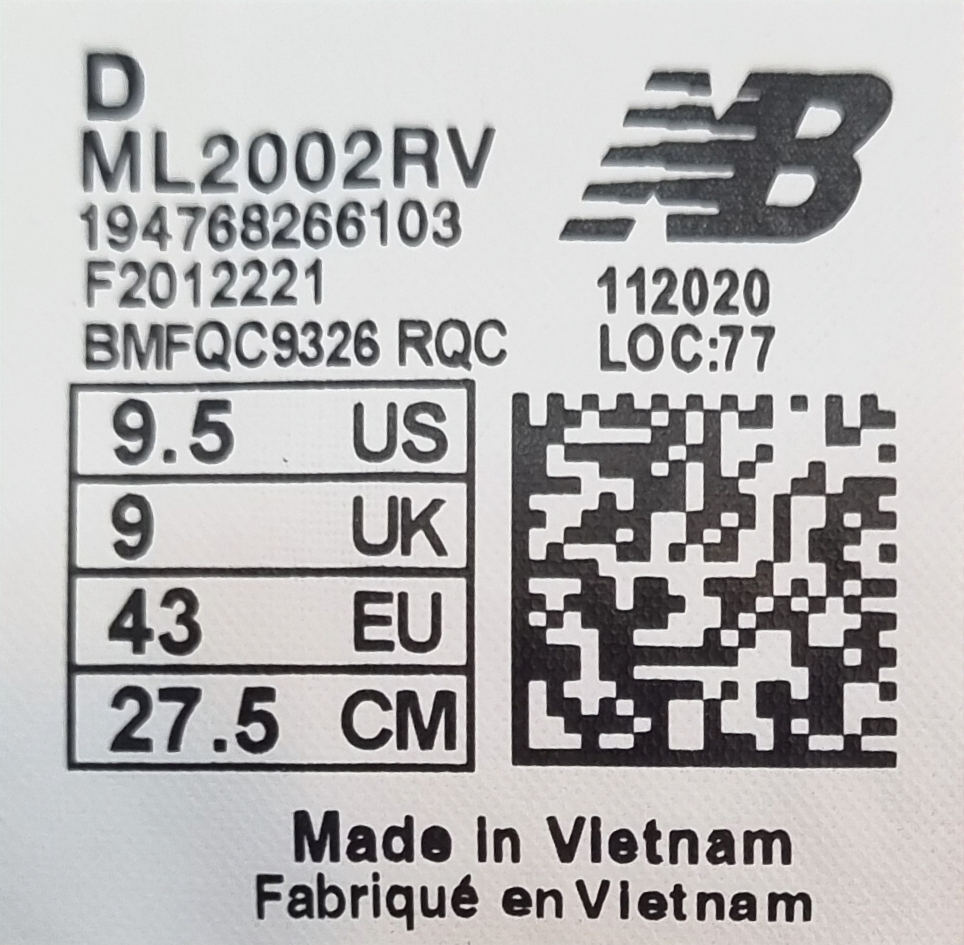 D
ML2002RV
194768266103
F2012221
BMFQC9326 RQC
NB
112020
LOC:77
9.5 US
9 UK
43 EU
27.5 CM
Made in Vietnam
Fabriqué en Vietnam